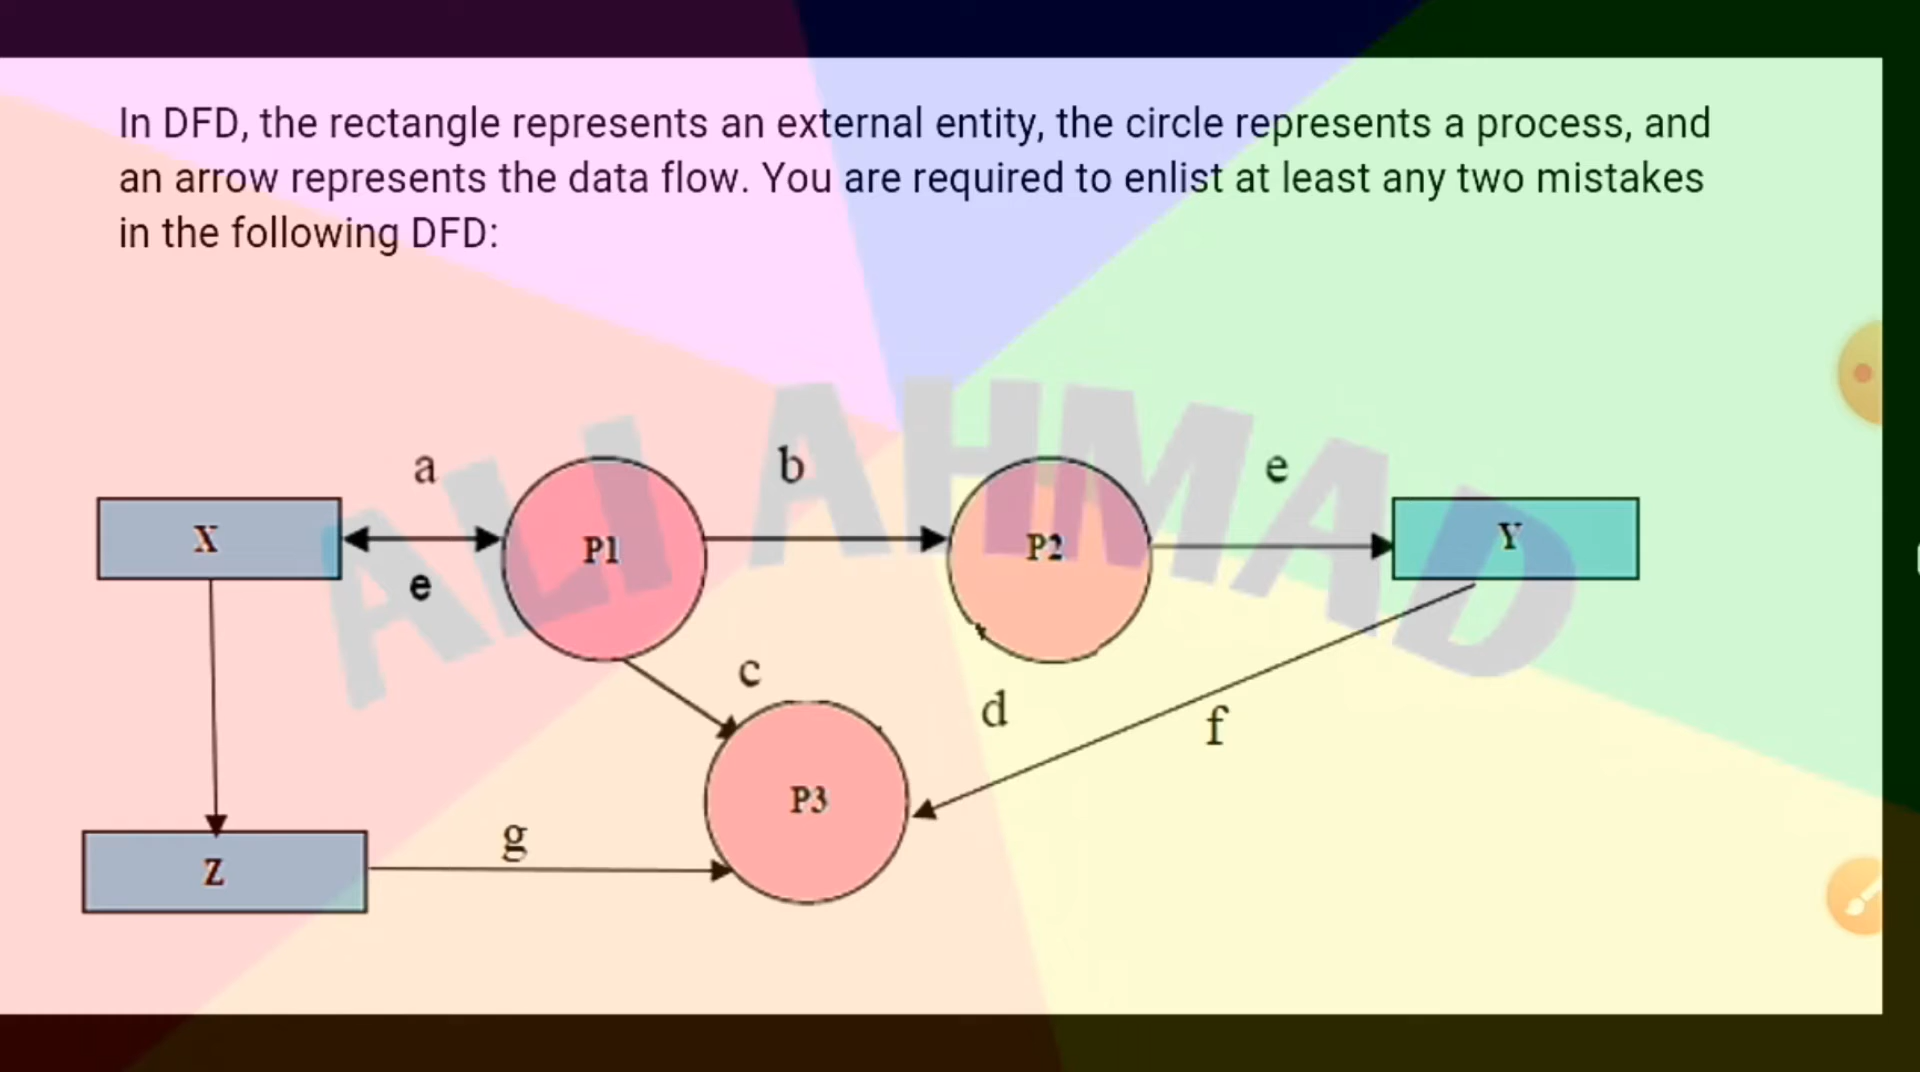 In DFD, the rectangle represents an external entity, the circle represents a process, and
an arrow represents the data flow. You are required to enlist at least any two mistakes
in the following DFD:
ALI AHMAD
a
b
e
X
P1
P2
Y
e
c
d
f
P3
g
Z